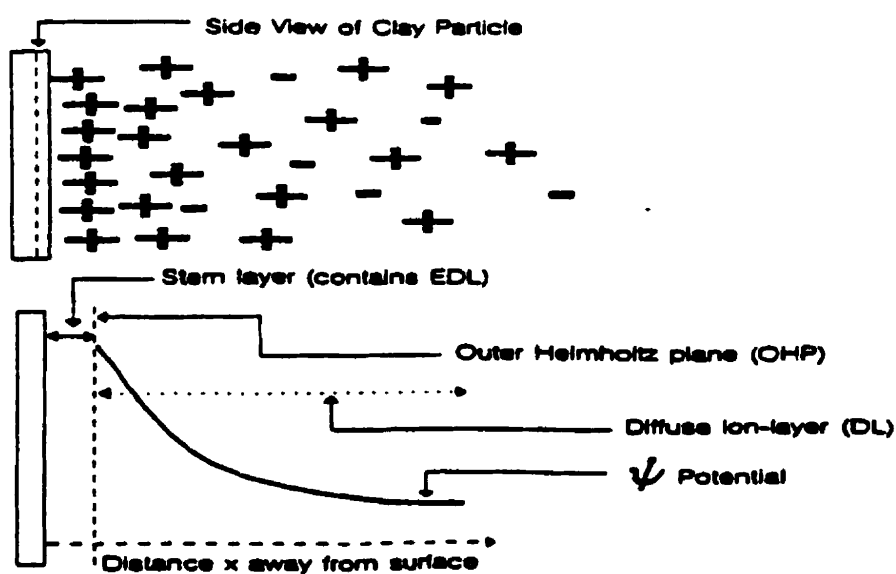 Side View of Clay Particle
Stern layer (contains EDL)
Outer Helmholtz plane (OHP)
Diffuse ion-layer (DL)
Ψ Potential
Distance x away from surface